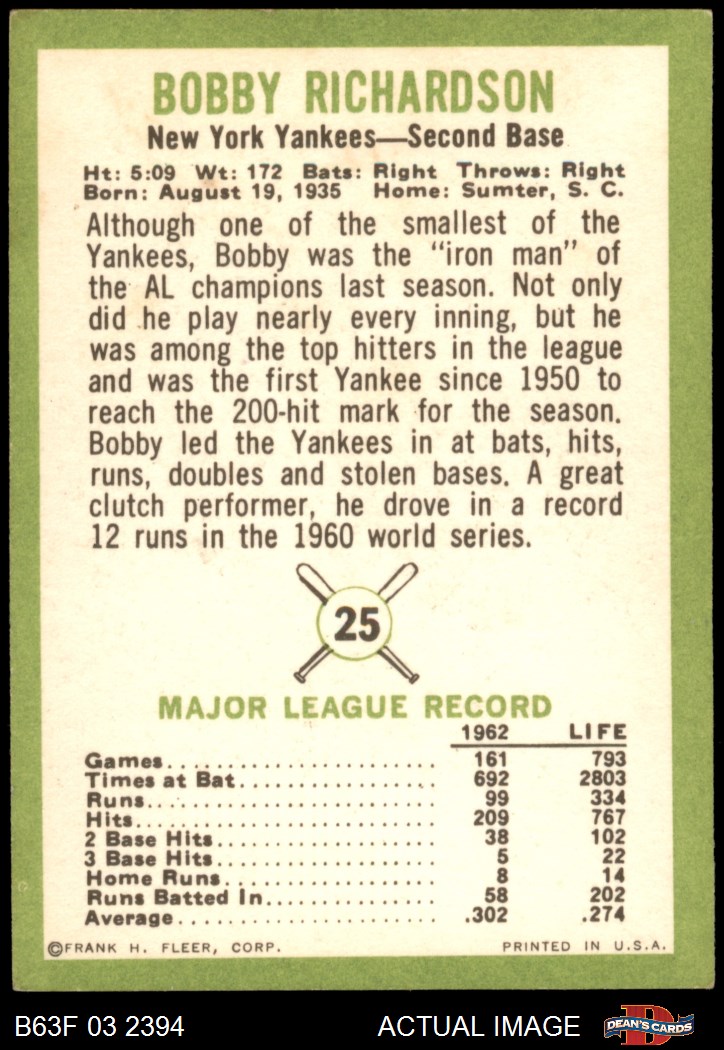 BOBBY RICHARDSON
New York Yankees—Second Base
Ht: 5:09 Wt: 172 Bats: Right Throws: Right
Born: August 19, 1935 Home: Sumter, S. C.
Although one of the smallest of the
Yankees, Bobby was the "iron man" of
the AL champions last season. Not only
did he play nearly every inning, but he
was among the top hitters in the league
and was the first Yankee since 1950 to
reach the 200-hit mark for the season.
Bobby led the Yankees in at bats, hits,
runs, doubles and stolen bases. A great
clutch performer, he drove in a record
12 runs in the 1960 world series.
25
MAJOR LEAGUE RECORD
1962 LIFE
Games 161 793
Times at Bat 692 2803
Runs 99 334
Hits 209 767
2 Base Hits 38 102
3 Base Hits 5 22
Home Runs 8 14
Runs Batted In 58 202
Average .302 .274
©FRANK H. FLEER, CORP. PRINTED IN U.S.A.
B63F 03 2394 ACTUAL IMAGE DEAN'S CARDS